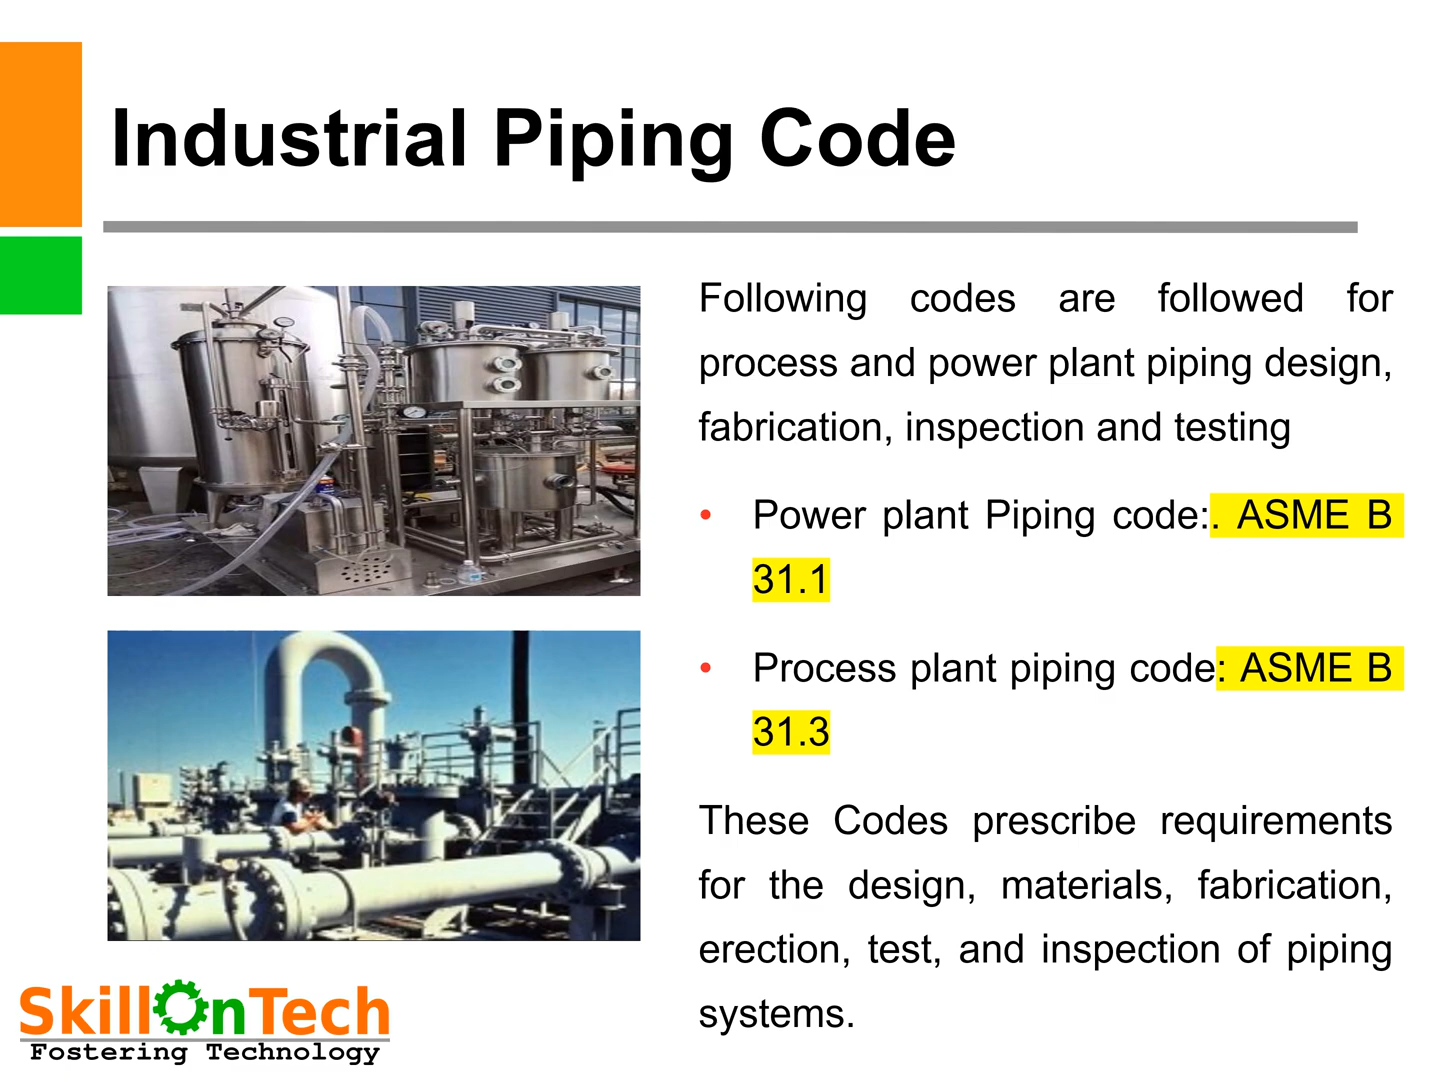 Industrial Piping Code
Following codes are followed for
process and power plant piping design,
fabrication, inspection and testing
• Power plant Piping code:. ASME B
31.1
• Process plant piping code: ASME B
31.3
These Codes prescribe requirements
for the design, materials, fabrication,
erection, test, and inspection of piping
systems.
SkillOnTech
Fostering Technology